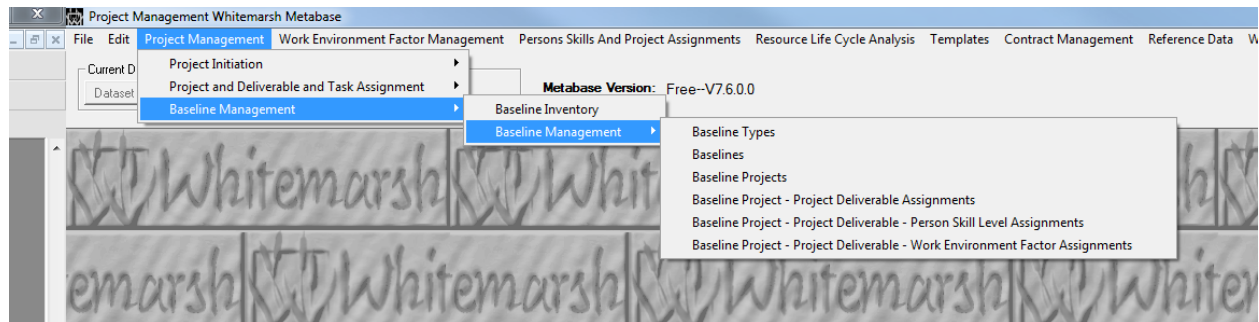 X Project Management Whitemarsh Metabase
File Edit Project Management Work Environment Factor Management Persons Skills And Project Assignments Resource Life Cycle Analysis Templates Contract Management Reference Data W
Current D
Project Initiation
Dataset
Project and Deliverable and Task Assignment
Metabase Version: Free--V7.6.0.0
Baseline Management
Baseline Inventory
Baseline Management
Baseline Types
Baselines
Baseline Projects
Baseline Project - Project Deliverable Assignments
Baseline Project - Project Deliverable - Person Skill Level Assignments
Baseline Project - Project Deliverable - Work Environment Factor Assignments
Whitemarsh Whit h
emarsh Whitemarsh Whitemarsh White